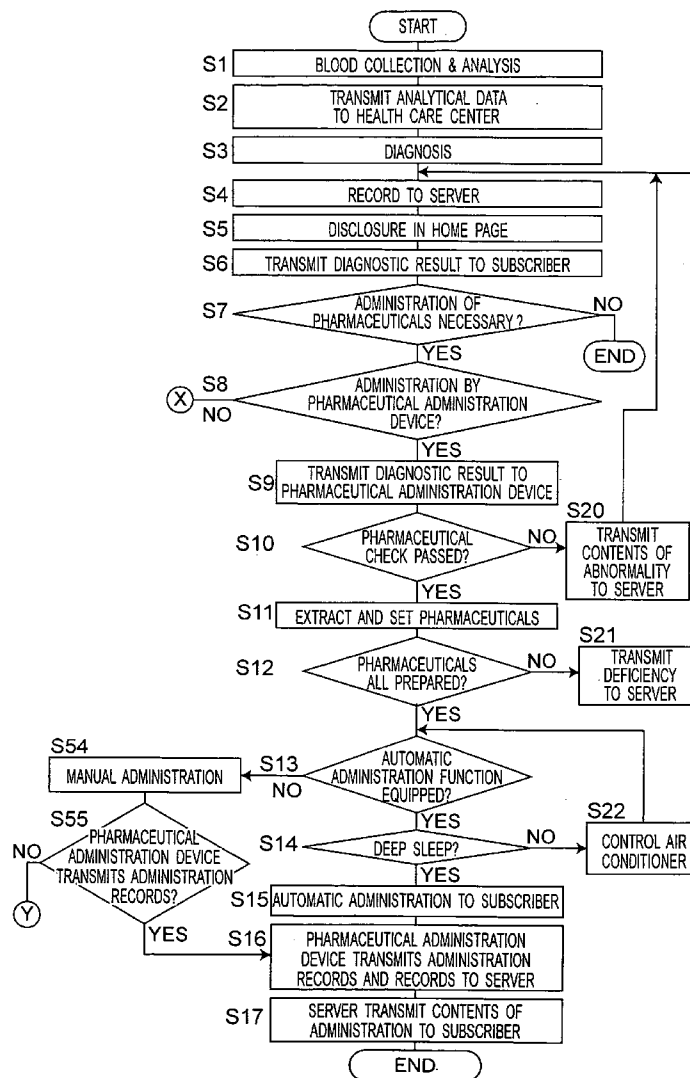 START
S1
BLOOD COLLECTION & ANALYSIS
S2
TRANSMIT ANALYTICAL DATA
TO HEALTH CARE CENTER
S3
DIAGNOSIS
S4
RECORD TO SERVER
S5
DISCLOSURE IN HOME PAGE
S6
TRANSMIT DIAGNOSTIC RESULT TO SUBSCRIBER
S7
ADMINISTRATION OF
PHARMACEUTICALS NECESSARY?
NO
END
YES
S8
ADMINISTRATION BY
PHARMACEUTICAL ADMINISTRATION
DEVICE?
X
NO
YES
S9
TRANSMIT DIAGNOSTIC RESULT TO
PHARMACEUTICAL ADMINISTRATION DEVICE
S10
PHARMACEUTICAL
CHECK PASSED?
NO
S20
TRANSMIT
CONTENTS OF
ABNORMALITY
TO SERVER
YES
S11
EXTRACT AND SET PHARMACEUTICALS
S12
PHARMACEUTICALS
ALL PREPARED?
NO
S21
TRANSMIT
DEFICIENCY
TO SERVER
YES
S13
AUTOMATIC
ADMINISTRATION FUNCTION
EQUIPPED?
NO
S54
MANUAL ADMINISTRATION
S55
PHARMACEUTICAL
ADMINISTRATION DEVICE
TRANSMITS ADMINISTRATION
RECORDS?
NO
Y
YES
YES
S14
DEEP SLEEP?
NO
S22
CONTROL AIR
CONDITIONER
YES
S15
AUTOMATIC ADMINISTRATION TO SUBSCRIBER
S16
PHARMACEUTICAL ADMINISTRATION
DEVICE TRANSMITS ADMINISTRATION
RECORDS AND RECORDS TO SERVER
S17
SERVER TRANSMIT CONTENTS OF
ADMINISTRATION TO SUBSCRIBER
END